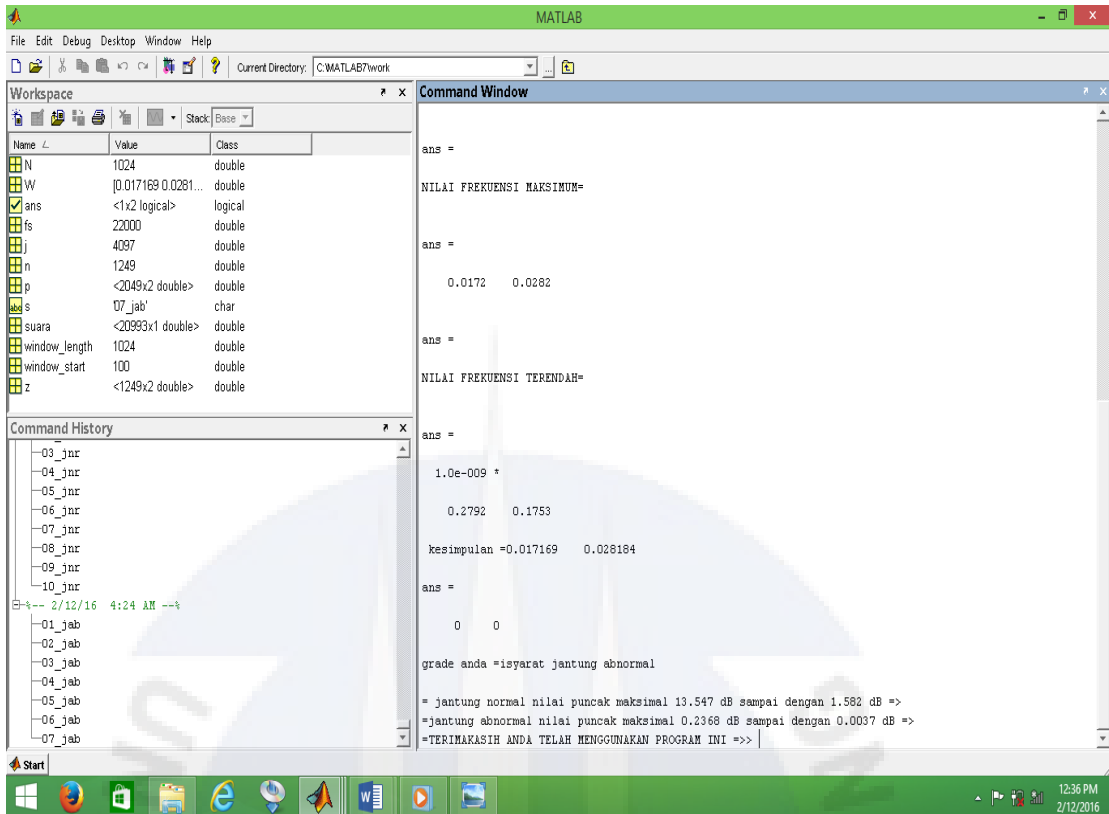 MATLAB
File Edit Debug Desktop Window Help
Current Directory: C:\MATLAB7\work
Workspace
Stack: Base
Name Value Class
N 1024 double
W [0.017169 0.0281... double
ans <1x2 logical> logical
fs 22000 double
j 4097 double
n 1249 double
p <2049x2 double> double
abc s '07_jab' char
suara <20993x1 double> double
window_length 1024 double
window_start 100 double
z <1249x2 double> double
Command History
03_jnr
04_jnr
05_jnr
06_jnr
07_jnr
08_jnr
09_jnr
10_jnr
%-- 2/12/16 4:24 AM --%
01_jab
02_jab
03_jab
04_jab
05_jab
06_jab
07_jab
Command Window
ans =
NILAI FREKUENSI MAKSIMUM=
ans =
0.0172 0.0282
ans =
NILAI FREKUENSI TERENDAH=
ans =
1.0e-009 *
0.2792 0.1753
kesimpulan =0.017169 0.028184
ans =
0 0
grade anda =isyarat jantung abnormal
= jantung normal nilai puncak maksimal 13.547 dB sampai dengan 1.582 dB =>
=jantung abnormal nilai puncak maksimal 0.2368 dB sampai dengan 0.0037 dB =>
=TERIMAKASIH ANDA TELAH MENGGUNAKAN PROGRAM INI =>>
Start
12:36 PM
2/12/2016